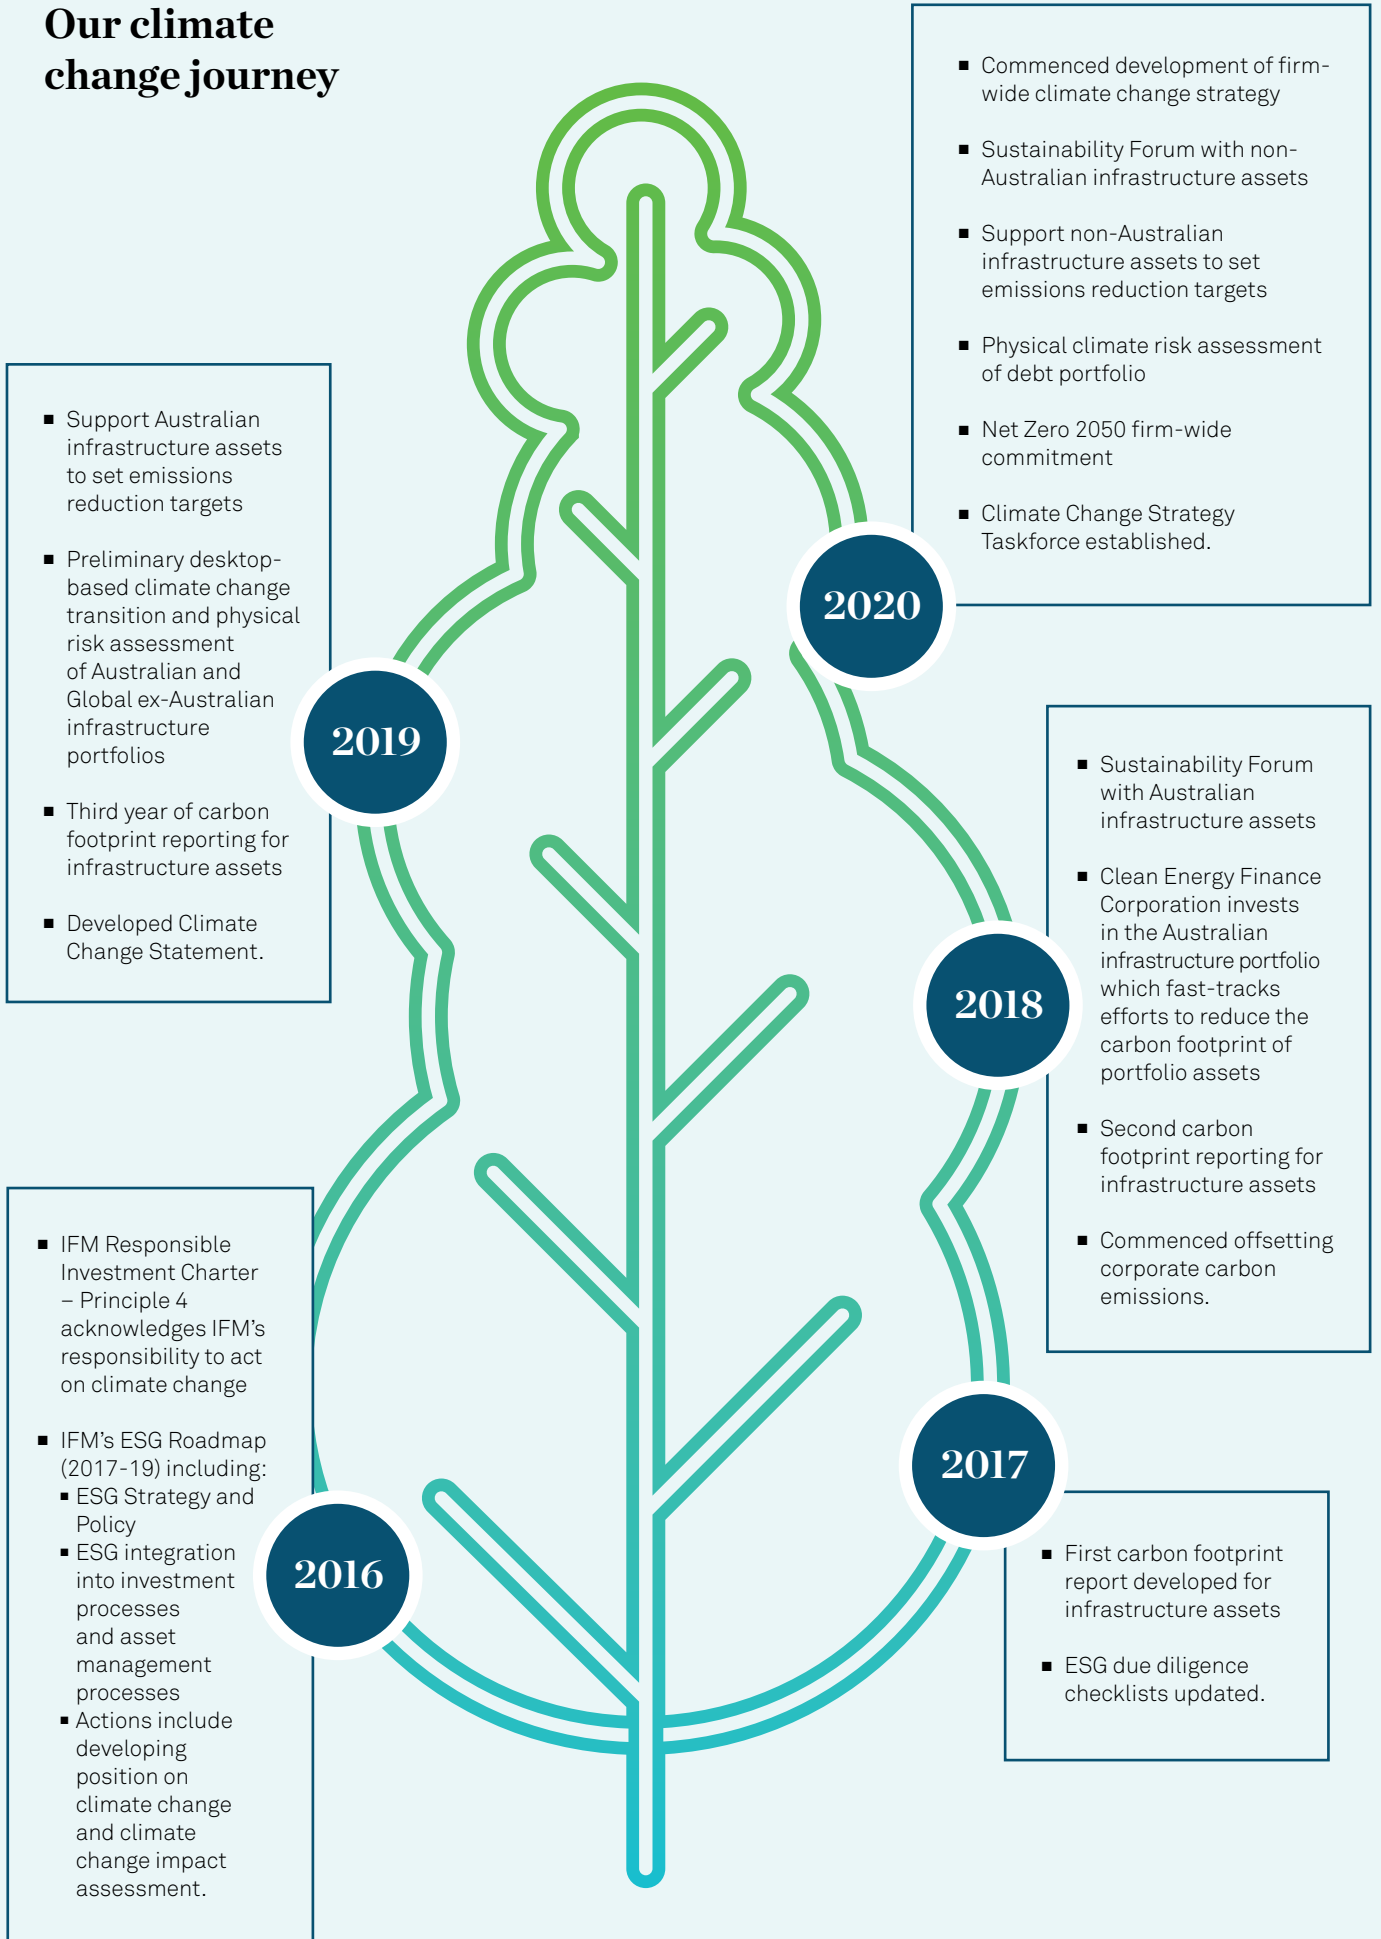 Our climate
change journey
■ Commenced development of firm-
wide climate change strategy
■ Sustainability Forum with non-
Australian infrastructure assets
■ Support non-Australian
infrastructure assets to set
emissions reduction targets
■ Physical climate risk assessment
of debt portfolio
■ Net Zero 2050 firm-wide
commitment
■ Climate Change Strategy
Taskforce established.
2020
■ Support Australian
infrastructure assets
to set emissions
reduction targets
■ Preliminary desktop-
based climate change
transition and physical
risk assessment
of Australian and
Global ex-Australian
infrastructure
portfolios
■ Third year of carbon
footprint reporting for
infrastructure assets
■ Developed Climate
Change Statement.
2019
■ Sustainability Forum
with Australian
infrastructure assets
■ Clean Energy Finance
Corporation invests
in the Australian
infrastructure portfolio
which fast-tracks
efforts to reduce the
carbon footprint of
portfolio assets
■ Second carbon
footprint reporting for
infrastructure assets
■ Commenced offsetting
corporate carbon
emissions.
2018
■ IFM Responsible
Investment Charter
– Principle 4
acknowledges IFM’s
responsibility to act
on climate change
■ IFM’s ESG Roadmap
(2017-19) including:
■ ESG Strategy and
Policy
■ ESG integration
into investment
processes
and asset
management
processes
■ Actions include
developing
position on
climate change
and climate
change impact
assessment.
2016
2017
■ First carbon footprint
report developed for
infrastructure assets
■ ESG due diligence
checklists updated.